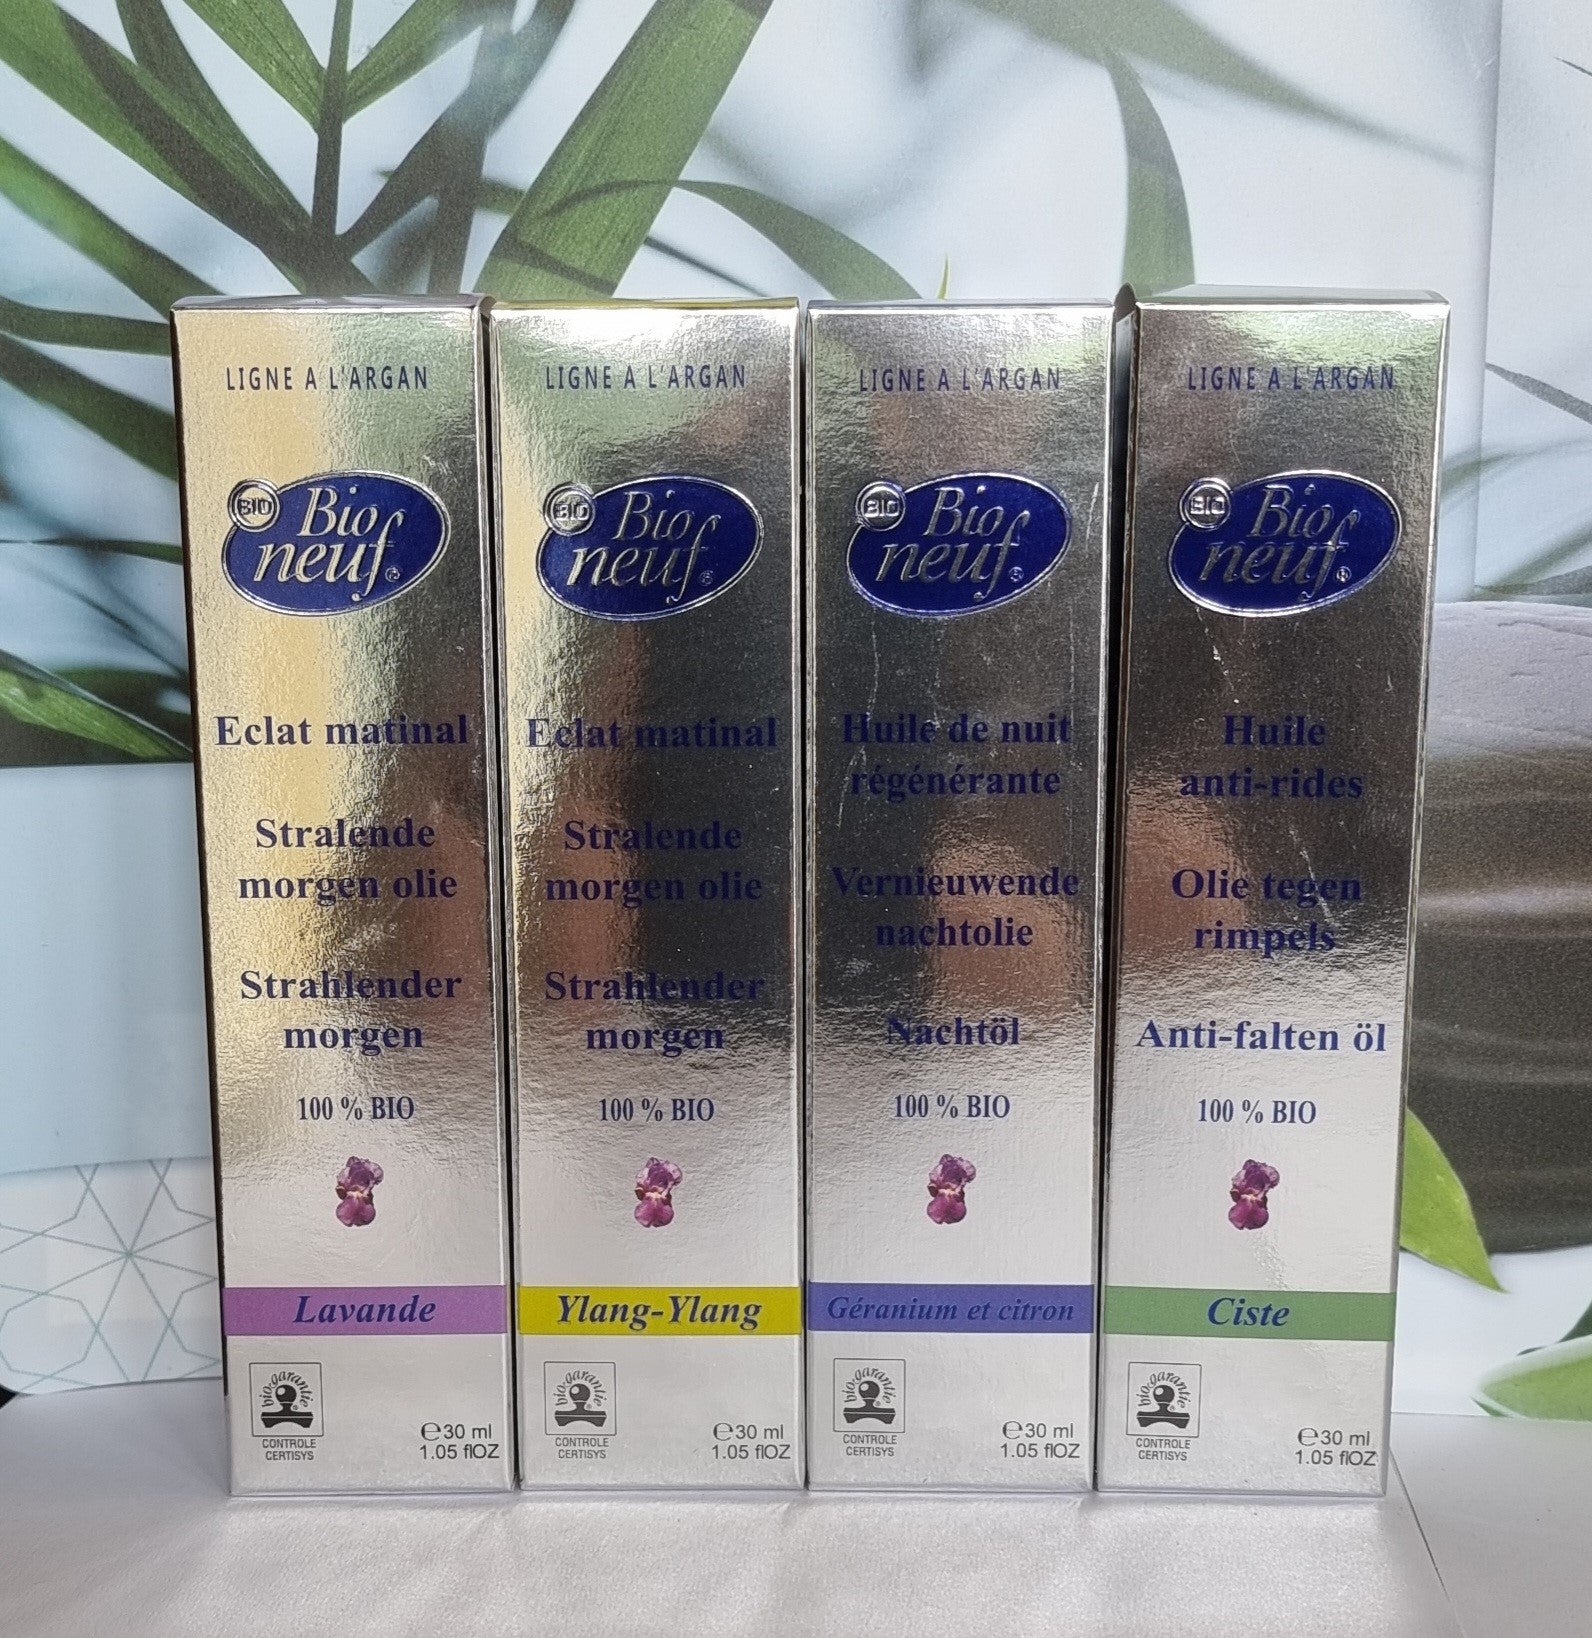 LIGNE A L'ARGAN
BIO
Bio
neuf®
Eclat matinal
Stralende
morgen olie
Strahlender
morgen
100 % BIO
Lavande
bio-garantie
CONTROLE
CERTISYS
℮30 ml
1.05 flOZ
LIGNE A L'ARGAN
BIO
Bio
neuf®
Eclat matinal
Stralende
morgen olie
Strahlender
morgen
100 % BIO
Ylang-Ylang
bio-garantie
CONTROLE
CERTISYS
℮30 ml
1.05 flOZ
LIGNE A L'ARGAN
BIO
Bio
neuf®
Huile de nuit
régénérante
Vernieuwende
nachtolie
Nachtöl
100 % BIO
Géranium et citron
bio-garantie
CONTROLE
CERTISYS
℮30 ml
1.05 flOZ
LIGNE A L'ARGAN
BIO
Bio
neuf®
Huile
anti-rides
Olie tegen
rimpels
Anti-falten öl
100 % BIO
Ciste
bio-garantie
CONTROLE
CERTISYS
℮30 ml
1.05 flOZ